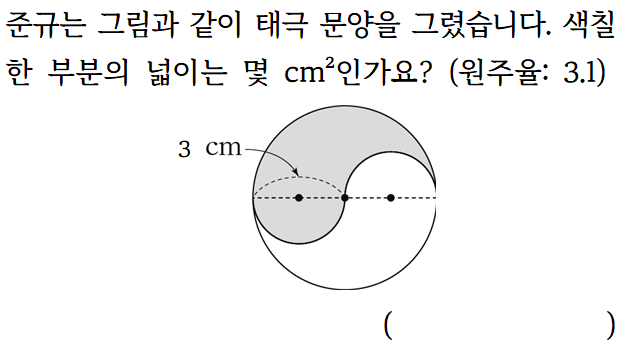 준규는 그림과 같이 태극 문양을 그렸습니다. 색칠
한 부분의 넓이는 몇 cm²인가요? (원주율: 3.1)
3 cm
( )